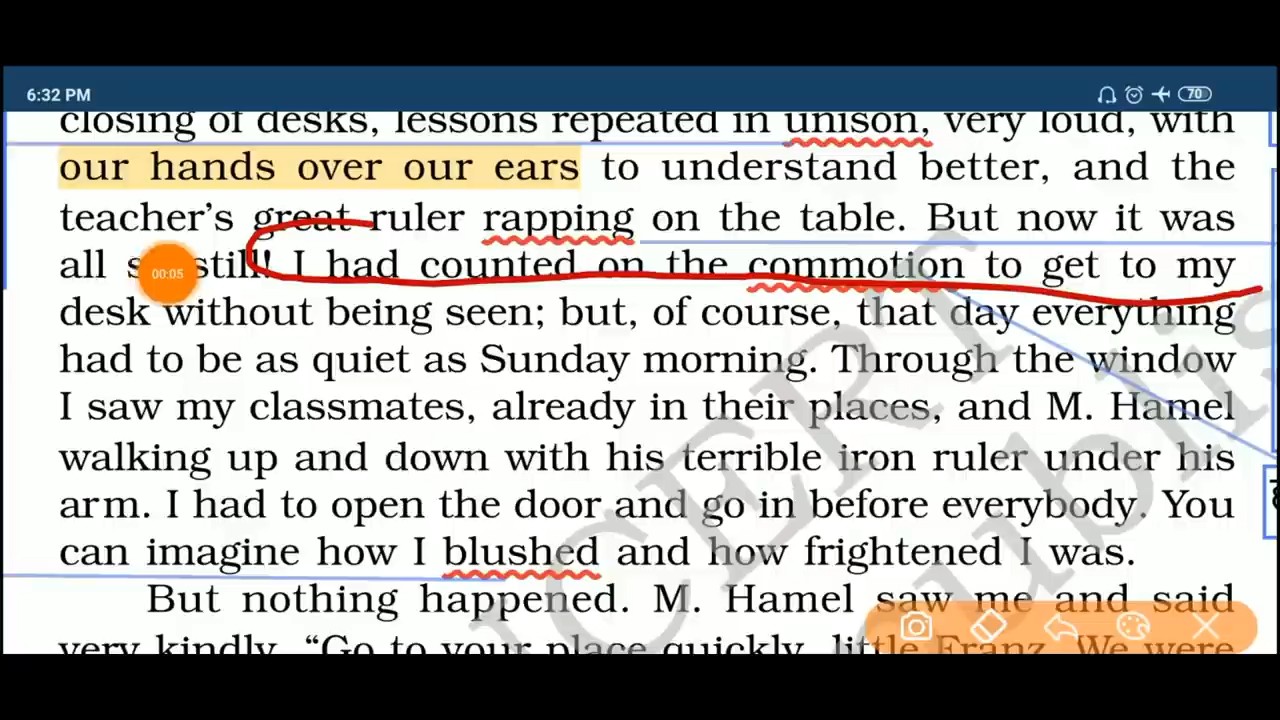 6:32 PM
70
closing of desks, lessons repeated in unison, very loud, with
our hands over our ears to understand better, and the
teacher's great ruler rapping on the table. But now it was
all still! I had counted on the commotion to get to my
00:05
desk without being seen; but, of course, that day everything
had to be as quiet as Sunday morning. Through the window
I saw my classmates, already in their places, and M. Hamel
walking up and down with his terrible iron ruler under his
arm. I had to open the door and go in before everybody. You
can imagine how I blushed and how frightened I was.
But nothing happened. M. Hamel saw me and said
very kindly, “Go to your place quickly, little Franz. We were